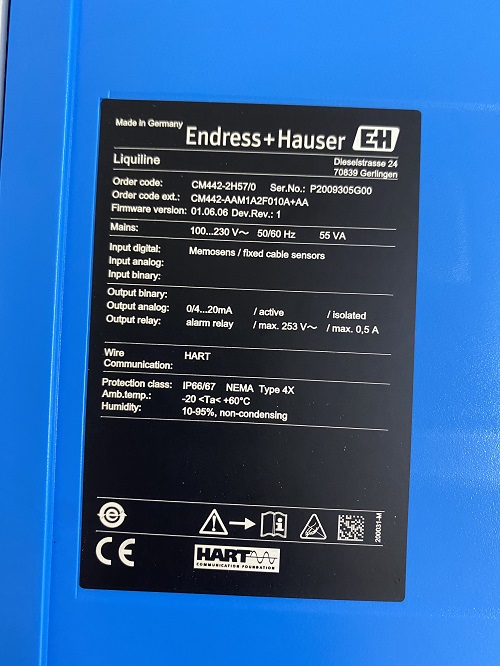 Made in Germany Endress+Hauser EH
Liquiline Dieselstrasse 24
70839 Gerlingen
Order code: CM442-2H57/0 Ser.No.: P2009305G00
Order code ext.: CM442-AAM1A2F010A+AA
Firmware version: 01.06.06 Dev.Rev.: 1
Mains: 100...230 V~ 50/60 Hz 55 VA
Input digital: Memosens / fixed cable sensors
Input analog:
Input binary:
Output binary:
Output analog: 0/4...20mA / active / isolated
Output relay: alarm relay / max. 253 V~ / max. 0,5 A
Wire
Communication: HART
Protection class: IP66/67 NEMA Type 4X
Amb.temp.: -20 <Ta< +60°C
Humidity: 10-95%, non-condensing
200031-M
CE HART
COMMUNICATION FOUNDATION